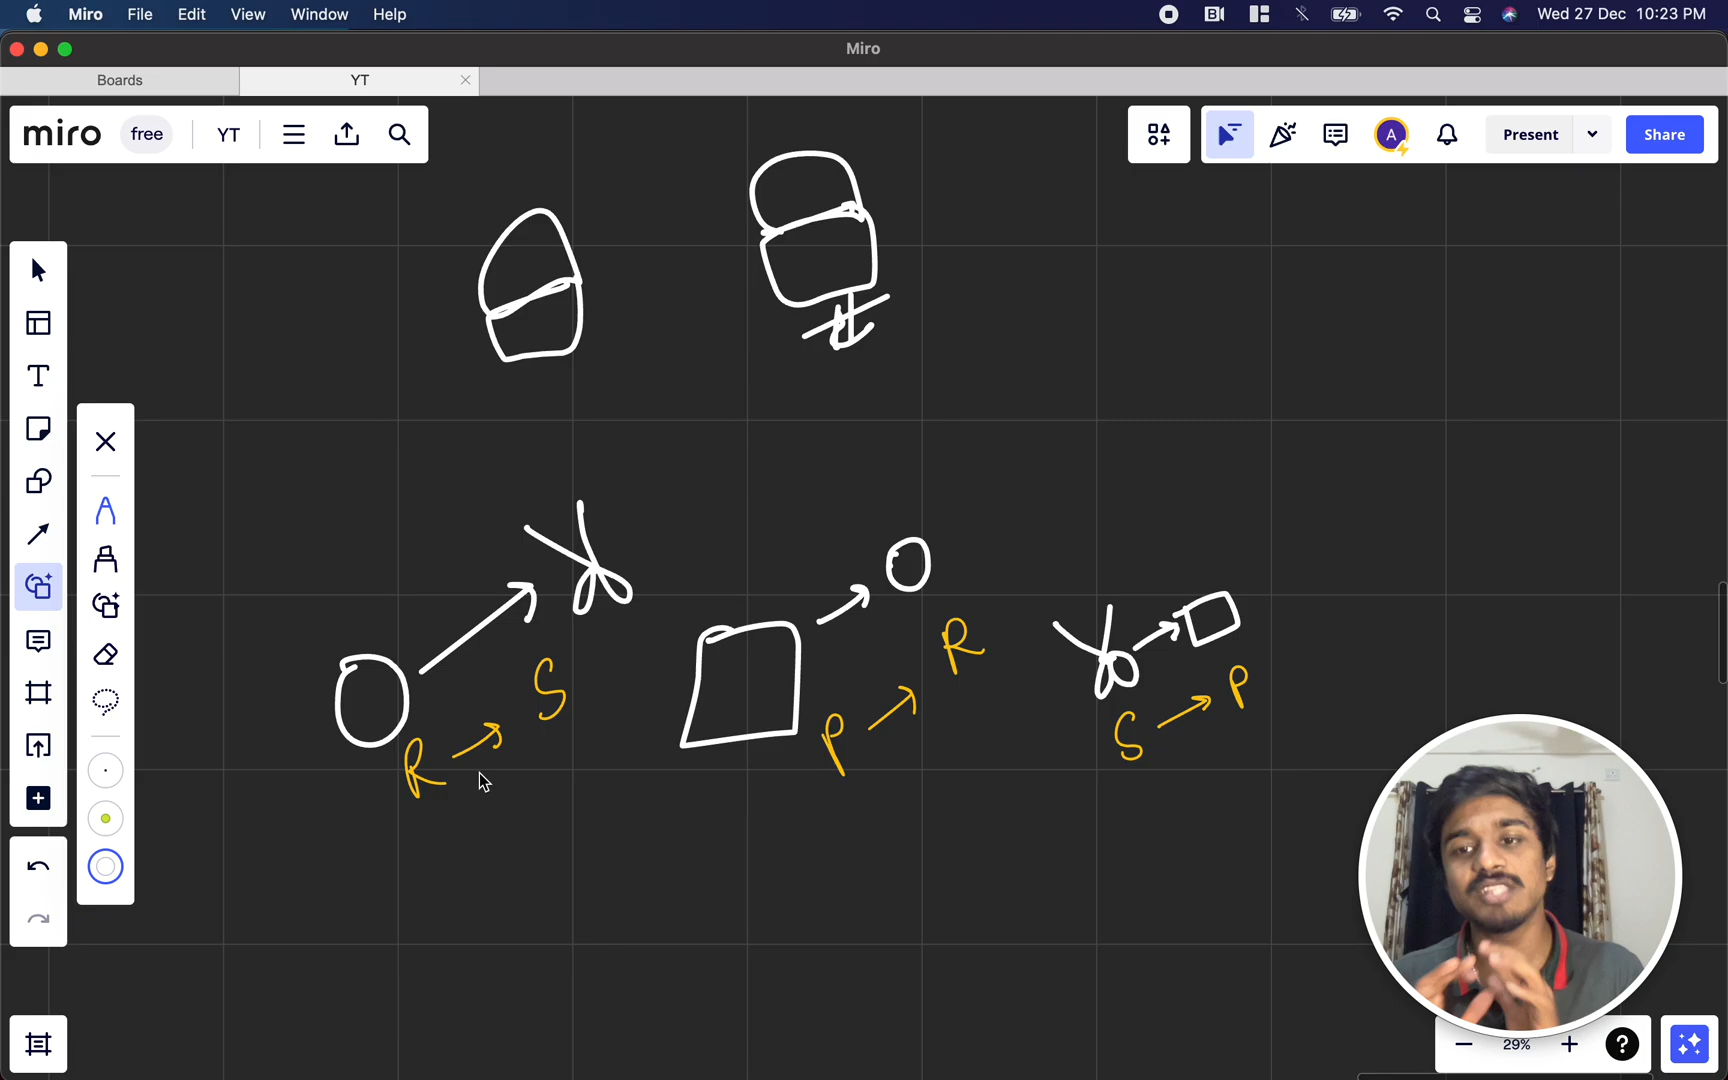 Miro File Edit View Window Help
Wed 27 Dec 10:23 PM
Miro
Boards
YT
miro free YT
A
Present
Share
T
S
R
R
P
P
S
29%
?